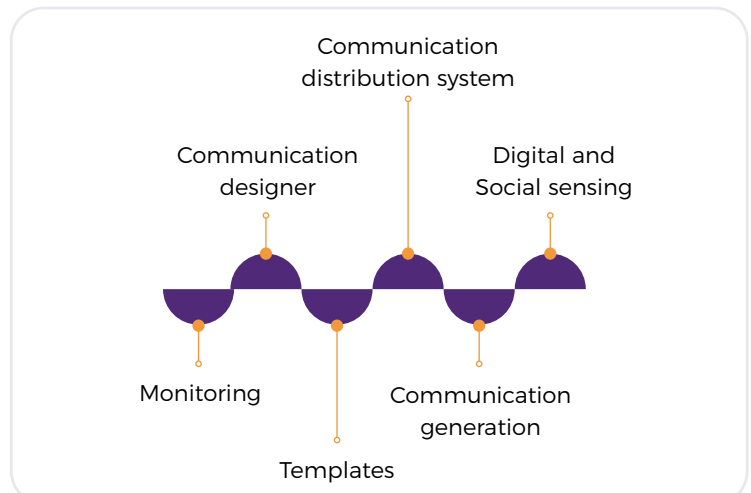 Communication
distribution system
Communication
designer
Digital and
Social sensing
Monitoring
Communication
generation
Templates